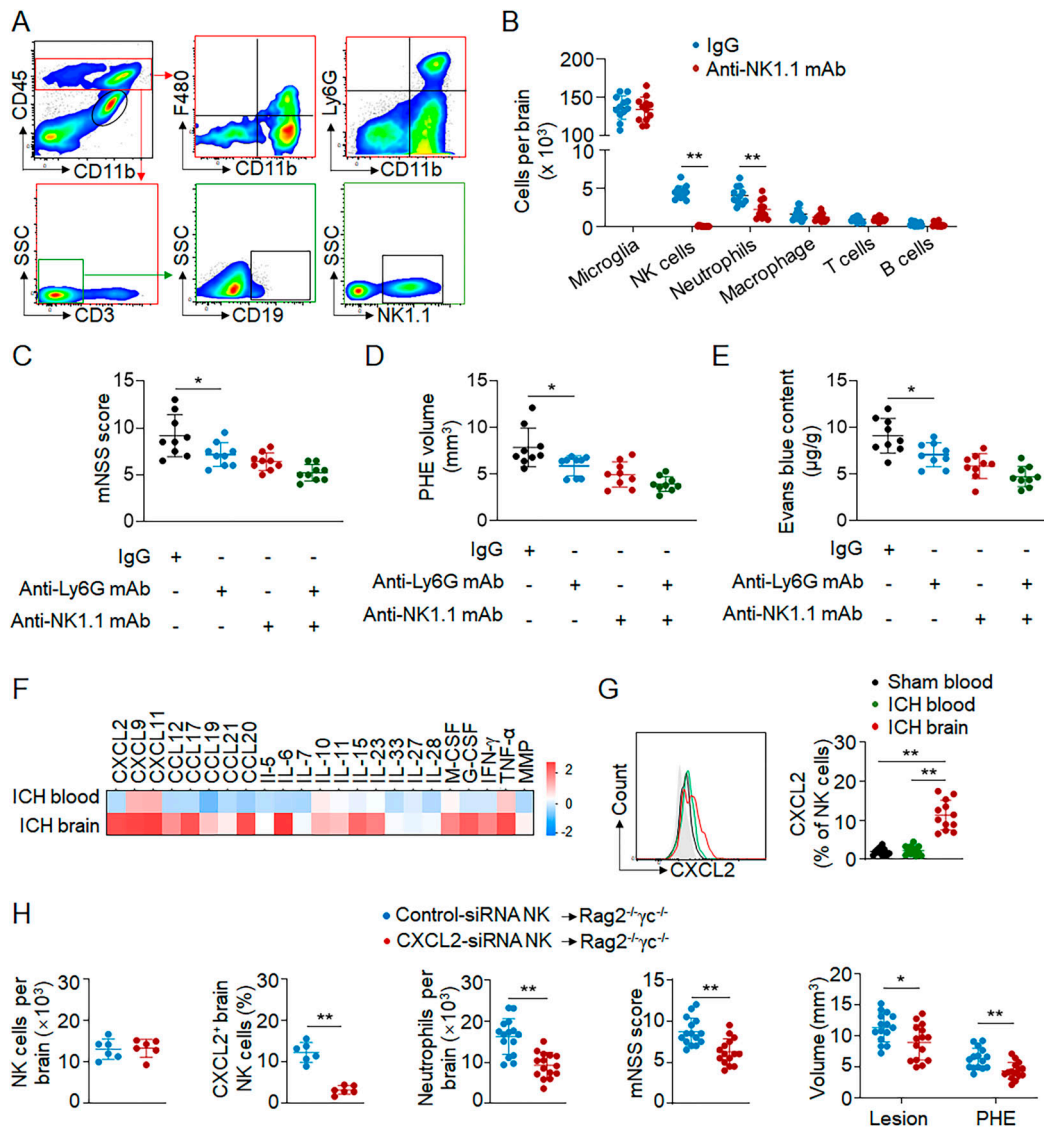 A
CD45
CD11b
F480
CD11b
Ly6G
CD11b
SSC
CD3
SSC
CD19
SSC
NK1.1
B
IgG
Anti-NK1.1 mAb
Cells per brain
(x 10³)
200
150
100
10
5
0
**
**
Microglia
NK cells
Neutrophils
Macrophage
T cells
B cells
C
mNSS score
15
10
5
0
*
D
PHE volume
(mm³)
15
10
5
0
*
E
Evans blue content
(µg/g)
15
10
5
0
*
IgG + - - -
Anti-Ly6G mAb - + - +
Anti-NK1.1 mAb - - + +
IgG + - - -
Anti-Ly6G mAb - + - +
Anti-NK1.1 mAb - - + +
IgG + - - -
Anti-Ly6G mAb - + - +
Anti-NK1.1 mAb - - + +
F
CXCL2
CXCL9
CXCL11
CCL12
CCL17
CCL19
CCL21
CCL20
Il-5
IL-6
IL-7
IL-10
IL-11
IL-15
IL-23
IL-33
IL-27
IL-28
M-CSF
G-CSF
IFN-γ
TNF-α
MMP
ICH blood
ICH brain
2
0
-2
G
Count
CXCL2
Sham blood
ICH blood
ICH brain
CXCL2
(% of NK cells)
30
20
10
0
**
**
H
Control-siRNA NK →Rag2-/-γc-/-
CXCL2-siRNA NK →Rag2-/-γc-/-
NK cells per
brain (×10³)
30
20
10
0
CXCL2⁺ brain
NK cells (%)
30
20
10
0
**
Neutrophils per
brain (×10³)
30
20
10
0
**
mNSS score
15
10
5
0
**
Volume (mm³)
20
15
10
5
0
*
**
Lesion
PHE